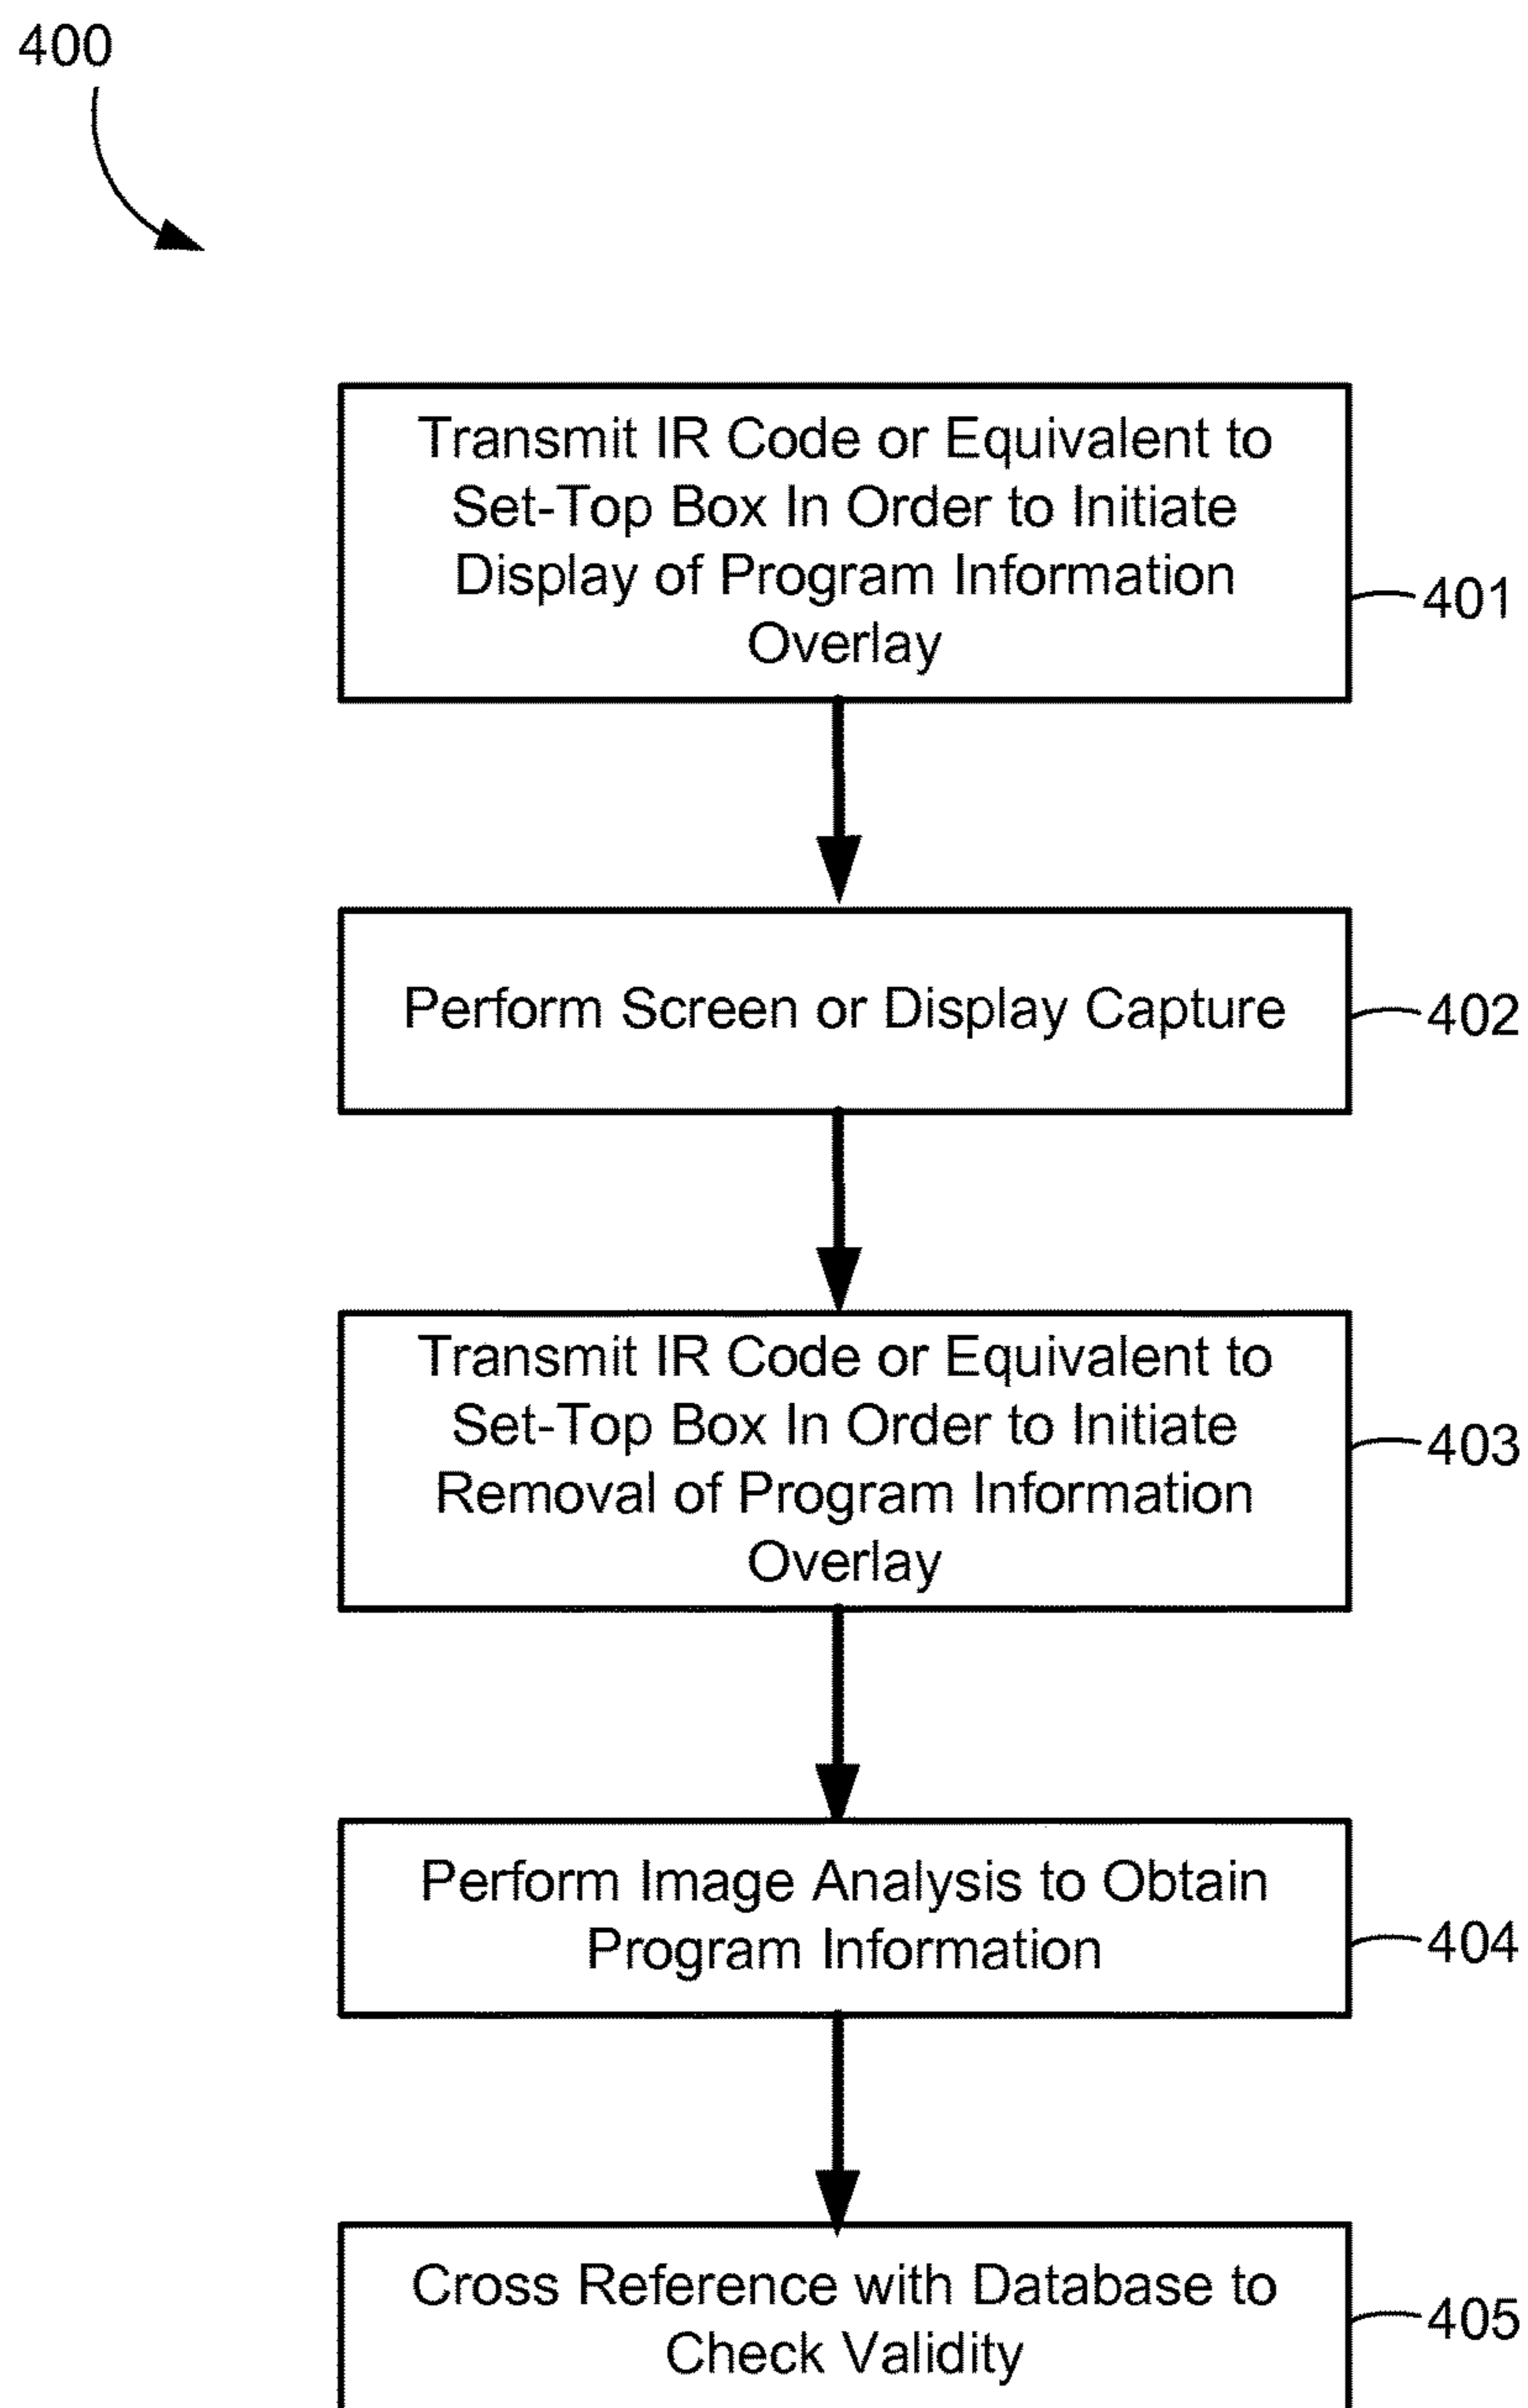 400
Transmit IR Code or Equivalent to
Set-Top Box In Order to Initiate
Display of Program Information
Overlay
401
Perform Screen or Display Capture
402
Transmit IR Code or Equivalent to
Set-Top Box In Order to Initiate
Removal of Program Information
Overlay
403
Perform Image Analysis to Obtain
Program Information
404
Cross Reference with Database to
Check Validity
405